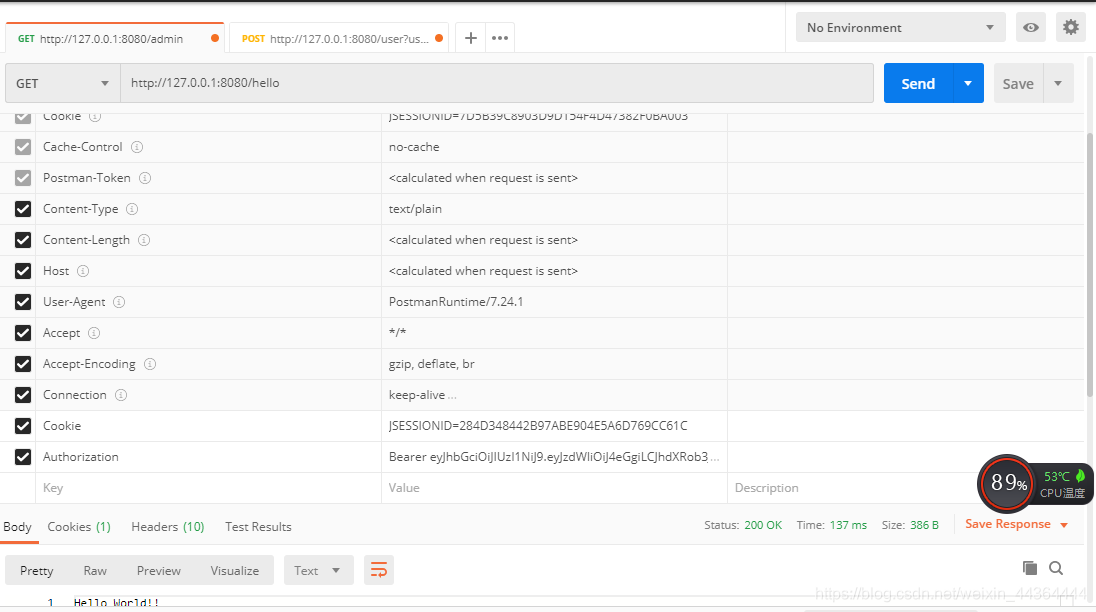 GET http://127.0.0.1:8080/admin POST http://127.0.0.1:8080/user?us... No Environment
GET http://127.0.0.1:8080/hello Send Save
Cookie JSESSIONID=7D5B39C8903D9D154F4D47382F0BA003
Cache-Control no-cache
Postman-Token <calculated when request is sent>
Content-Type text/plain
Content-Length <calculated when request is sent>
Host <calculated when request is sent>
User-Agent PostmanRuntime/7.24.1
Accept */*
Accept-Encoding gzip, deflate, br
Connection keep-alive ...
Cookie JSESSIONID=284D348442B97ABE904E5A6D769CC61C
Authorization Bearer eyJhbGciOiJIUzI1NiJ9.eyJzdWIiOiJ4eGgiLCJhdXRob3 ...
Key Value Description
89% 53℃
CPU温度
Body Cookies (1) Headers (10) Test Results Status: 200 OK Time: 137 ms Size: 386 B Save Response
Pretty Raw Preview Visualize Text
1 Hello World!!
https://blog.csdn.net/weixin_44364444